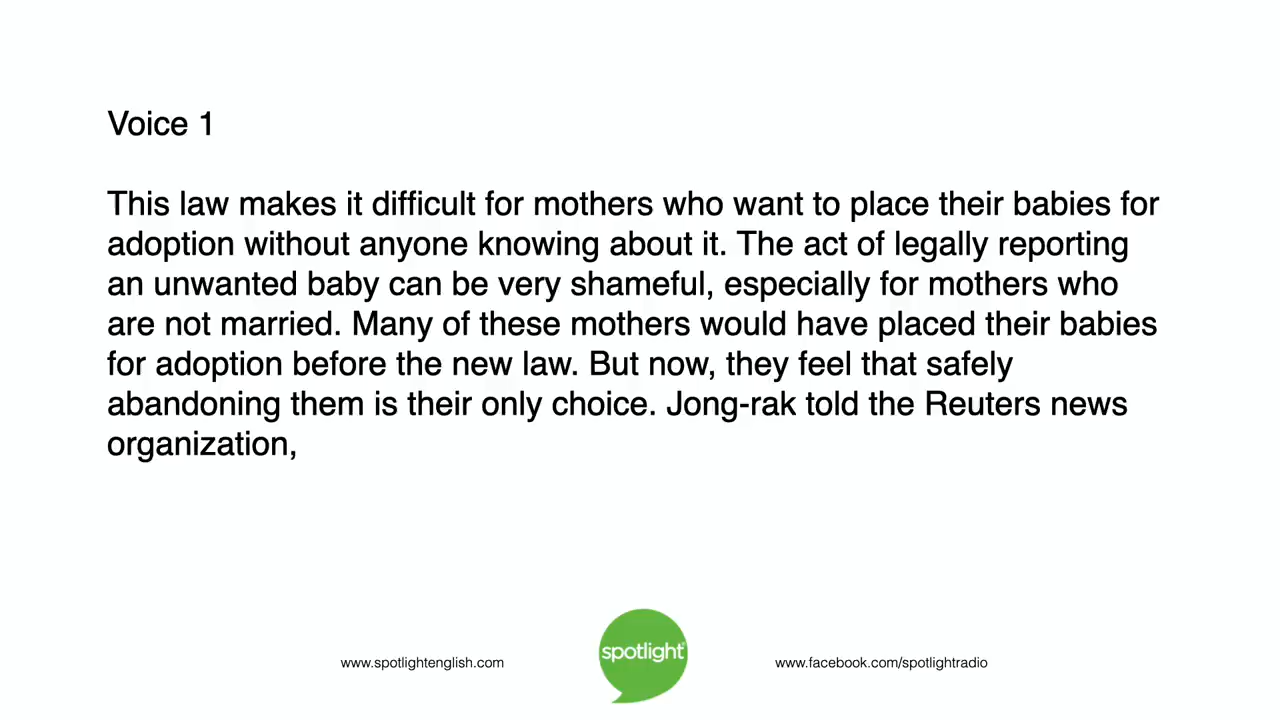 Voice 1
This law makes it difficult for mothers who want to place their babies for
adoption without anyone knowing about it. The act of legally reporting
an unwanted baby can be very shameful, especially for mothers who
are not married. Many of these mothers would have placed their babies
for adoption before the new law. But now, they feel that safely
abandoning them is their only choice. Jong-rak told the Reuters news
organization,
www.spotlightenglish.com
spotlight
www.facebook.com/spotlightradio